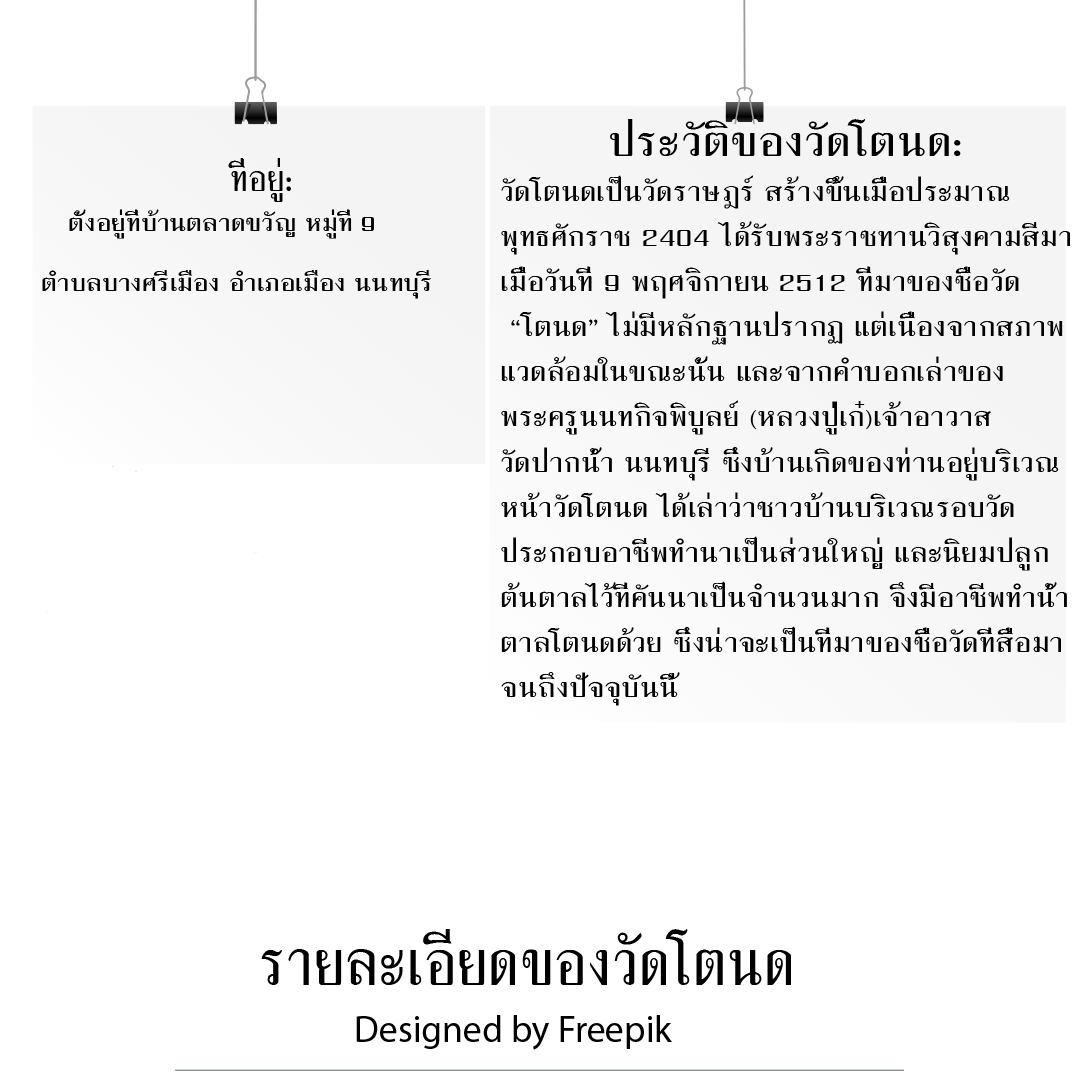 ที่อยู่:
ตั้งอยู่ที่บ้านตลาดขวัญ หมู่ที่ 9
ตำบลบางศรีเมือง อำเภอเมือง นนทบุรี
ประวัติของวัดโตนด:
วัดโตนดเป็นวัดราษฎร์ สร้างขึ้นเมื่อประมาณ
พุทธศักราช 2404 ได้รับพระราชทานวิสุงคามสีมา
เมื่อวันที่ 9 พฤศจิกายน 2512 ที่มาของชื่อวัด
“โตนด” ไม่มีหลักฐานปรากฏ แต่เนื่องจากสภาพ
แวดล้อมในขณะนั้น และจากคำบอกเล่าของ
พระครูนนทกิจพิบูลย์ (หลวงปู่เก๋)เจ้าอาวาส
วัดปากน้ำ นนทบุรี ซึ่งบ้านเกิดของท่านอยู่บริเวณ
หน้าวัดโตนด ได้เล่าว่าชาวบ้านบริเวณรอบวัด
ประกอบอาชีพทำนาเป็นส่วนใหญ่ และนิยมปลูก
ต้นตาลไว้ที่คันนาเป็นจำนวนมาก จึงมีอาชีพทำน้ำ
ตาลโตนดด้วย ซึ่งน่าจะเป็นที่มาของชื่อวัดที่สื่อมา
จนถึงปัจจุบันนี้
รายละเอียดของวัดโตนด
Designed by Freepik